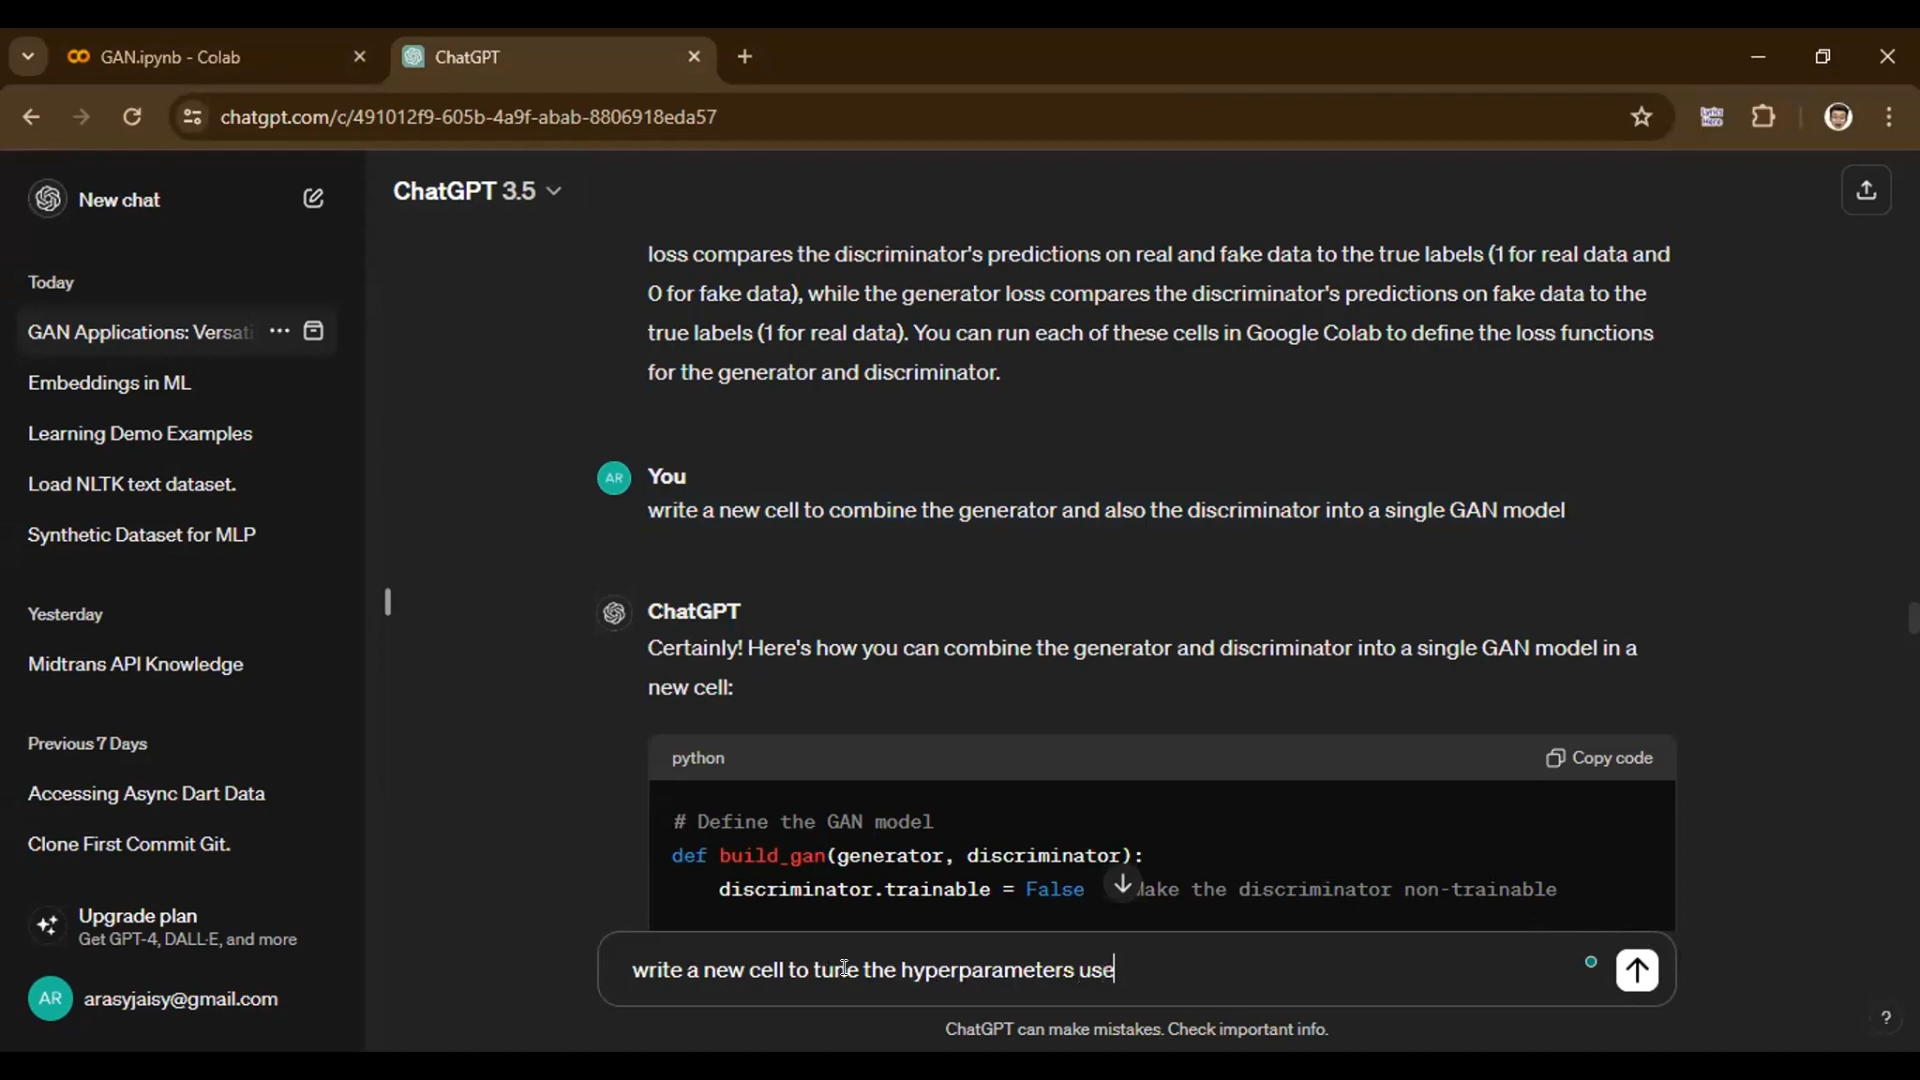 GAN.ipynb - Colab
ChatGPT
chatgpt.com/c/491012f9-605b-4a9f-abab-8806918eda57
Lyrics Here
New chat
Today
GAN Applications: Versati
Embeddings in ML
Learning Demo Examples
Load NLTK text dataset.
Synthetic Dataset for MLP
Yesterday
Midtrans API Knowledge
Previous 7 Days
Accessing Async Dart Data
Clone First Commit Git.
Upgrade plan
Get GPT-4, DALL·E, and more
AR
arasyjaisy@gmail.com
ChatGPT 3.5
loss compares the discriminator's predictions on real and fake data to the true labels (1 for real data and
0 for fake data), while the generator loss compares the discriminator's predictions on fake data to the
true labels (1 for real data). You can run each of these cells in Google Colab to define the loss functions
for the generator and discriminator.
AR
You
write a new cell to combine the generator and also the discriminator into a single GAN model
ChatGPT
Certainly! Here's how you can combine the generator and discriminator into a single GAN model in a
new cell:
python
Copy code
# Define the GAN model
def build_gan(generator, discriminator):
discriminator.trainable = False ake the discriminator non-trainable
write a new cell to tune the hyperparameters use
ChatGPT can make mistakes. Check important info.
?